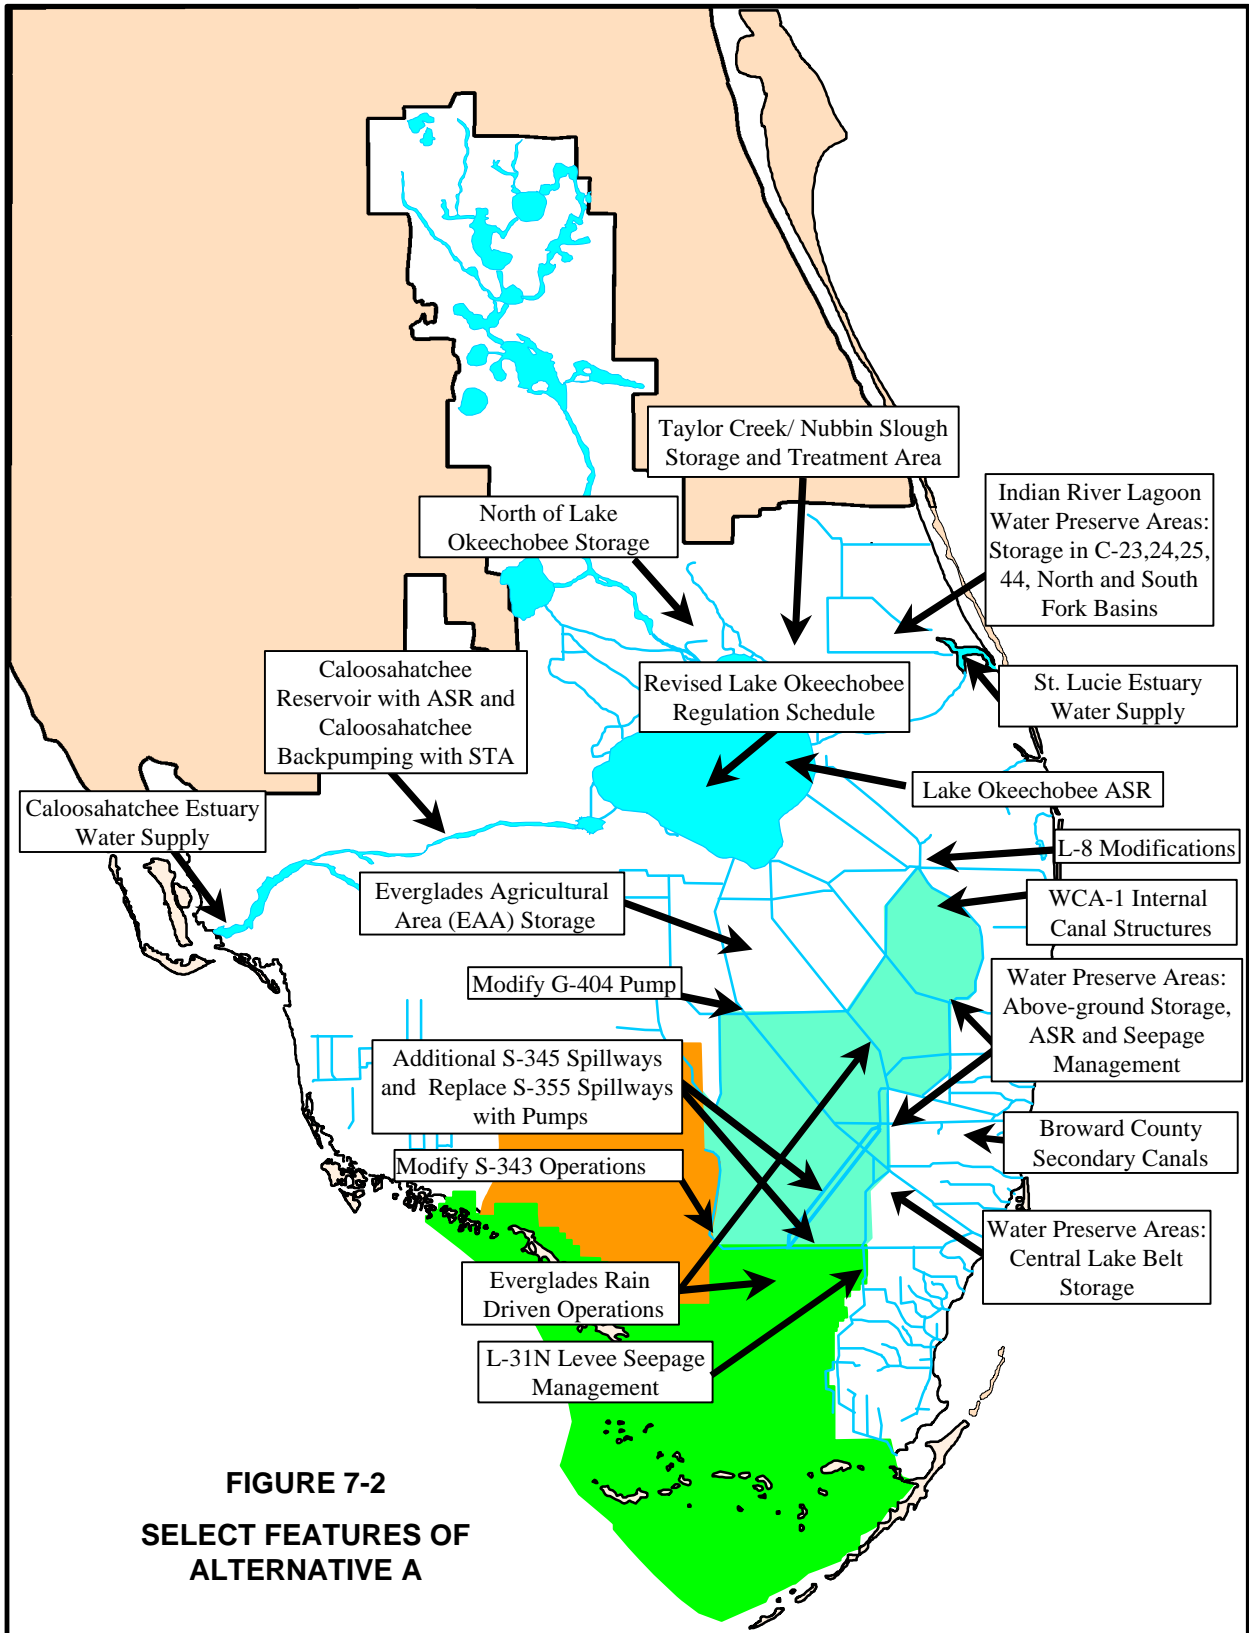 Taylor Creek/ Nubbin Slough
Storage and Treatment Area
Indian River Lagoon
Water Preserve Areas:
Storage in C-23,24,25,
44, North and South
Fork Basins
North of Lake
Okeechobee Storage
Caloosahatchee
Reservoir with ASR and
Caloosahatchee
Backpumping with STA
Revised Lake Okeechobee
Regulation Schedule
St. Lucie Estuary
Water Supply
Caloosahatchee Estuary
Water Supply
Lake Okeechobee ASR
L-8 Modifications
Everglades Agricultural
Area (EAA) Storage
WCA-1 Internal
Canal Structures
Modify G-404 Pump
Water Preserve Areas:
Above-ground Storage,
ASR and Seepage
Management
Additional S-345 Spillways
and Replace S-355 Spillways
with Pumps
Broward County
Secondary Canals
Modify S-343 Operations
Water Preserve Areas:
Central Lake Belt
Storage
Everglades Rain
Driven Operations
L-31N Levee Seepage
Management
FIGURE 7-2
SELECT FEATURES OF
ALTERNATIVE A